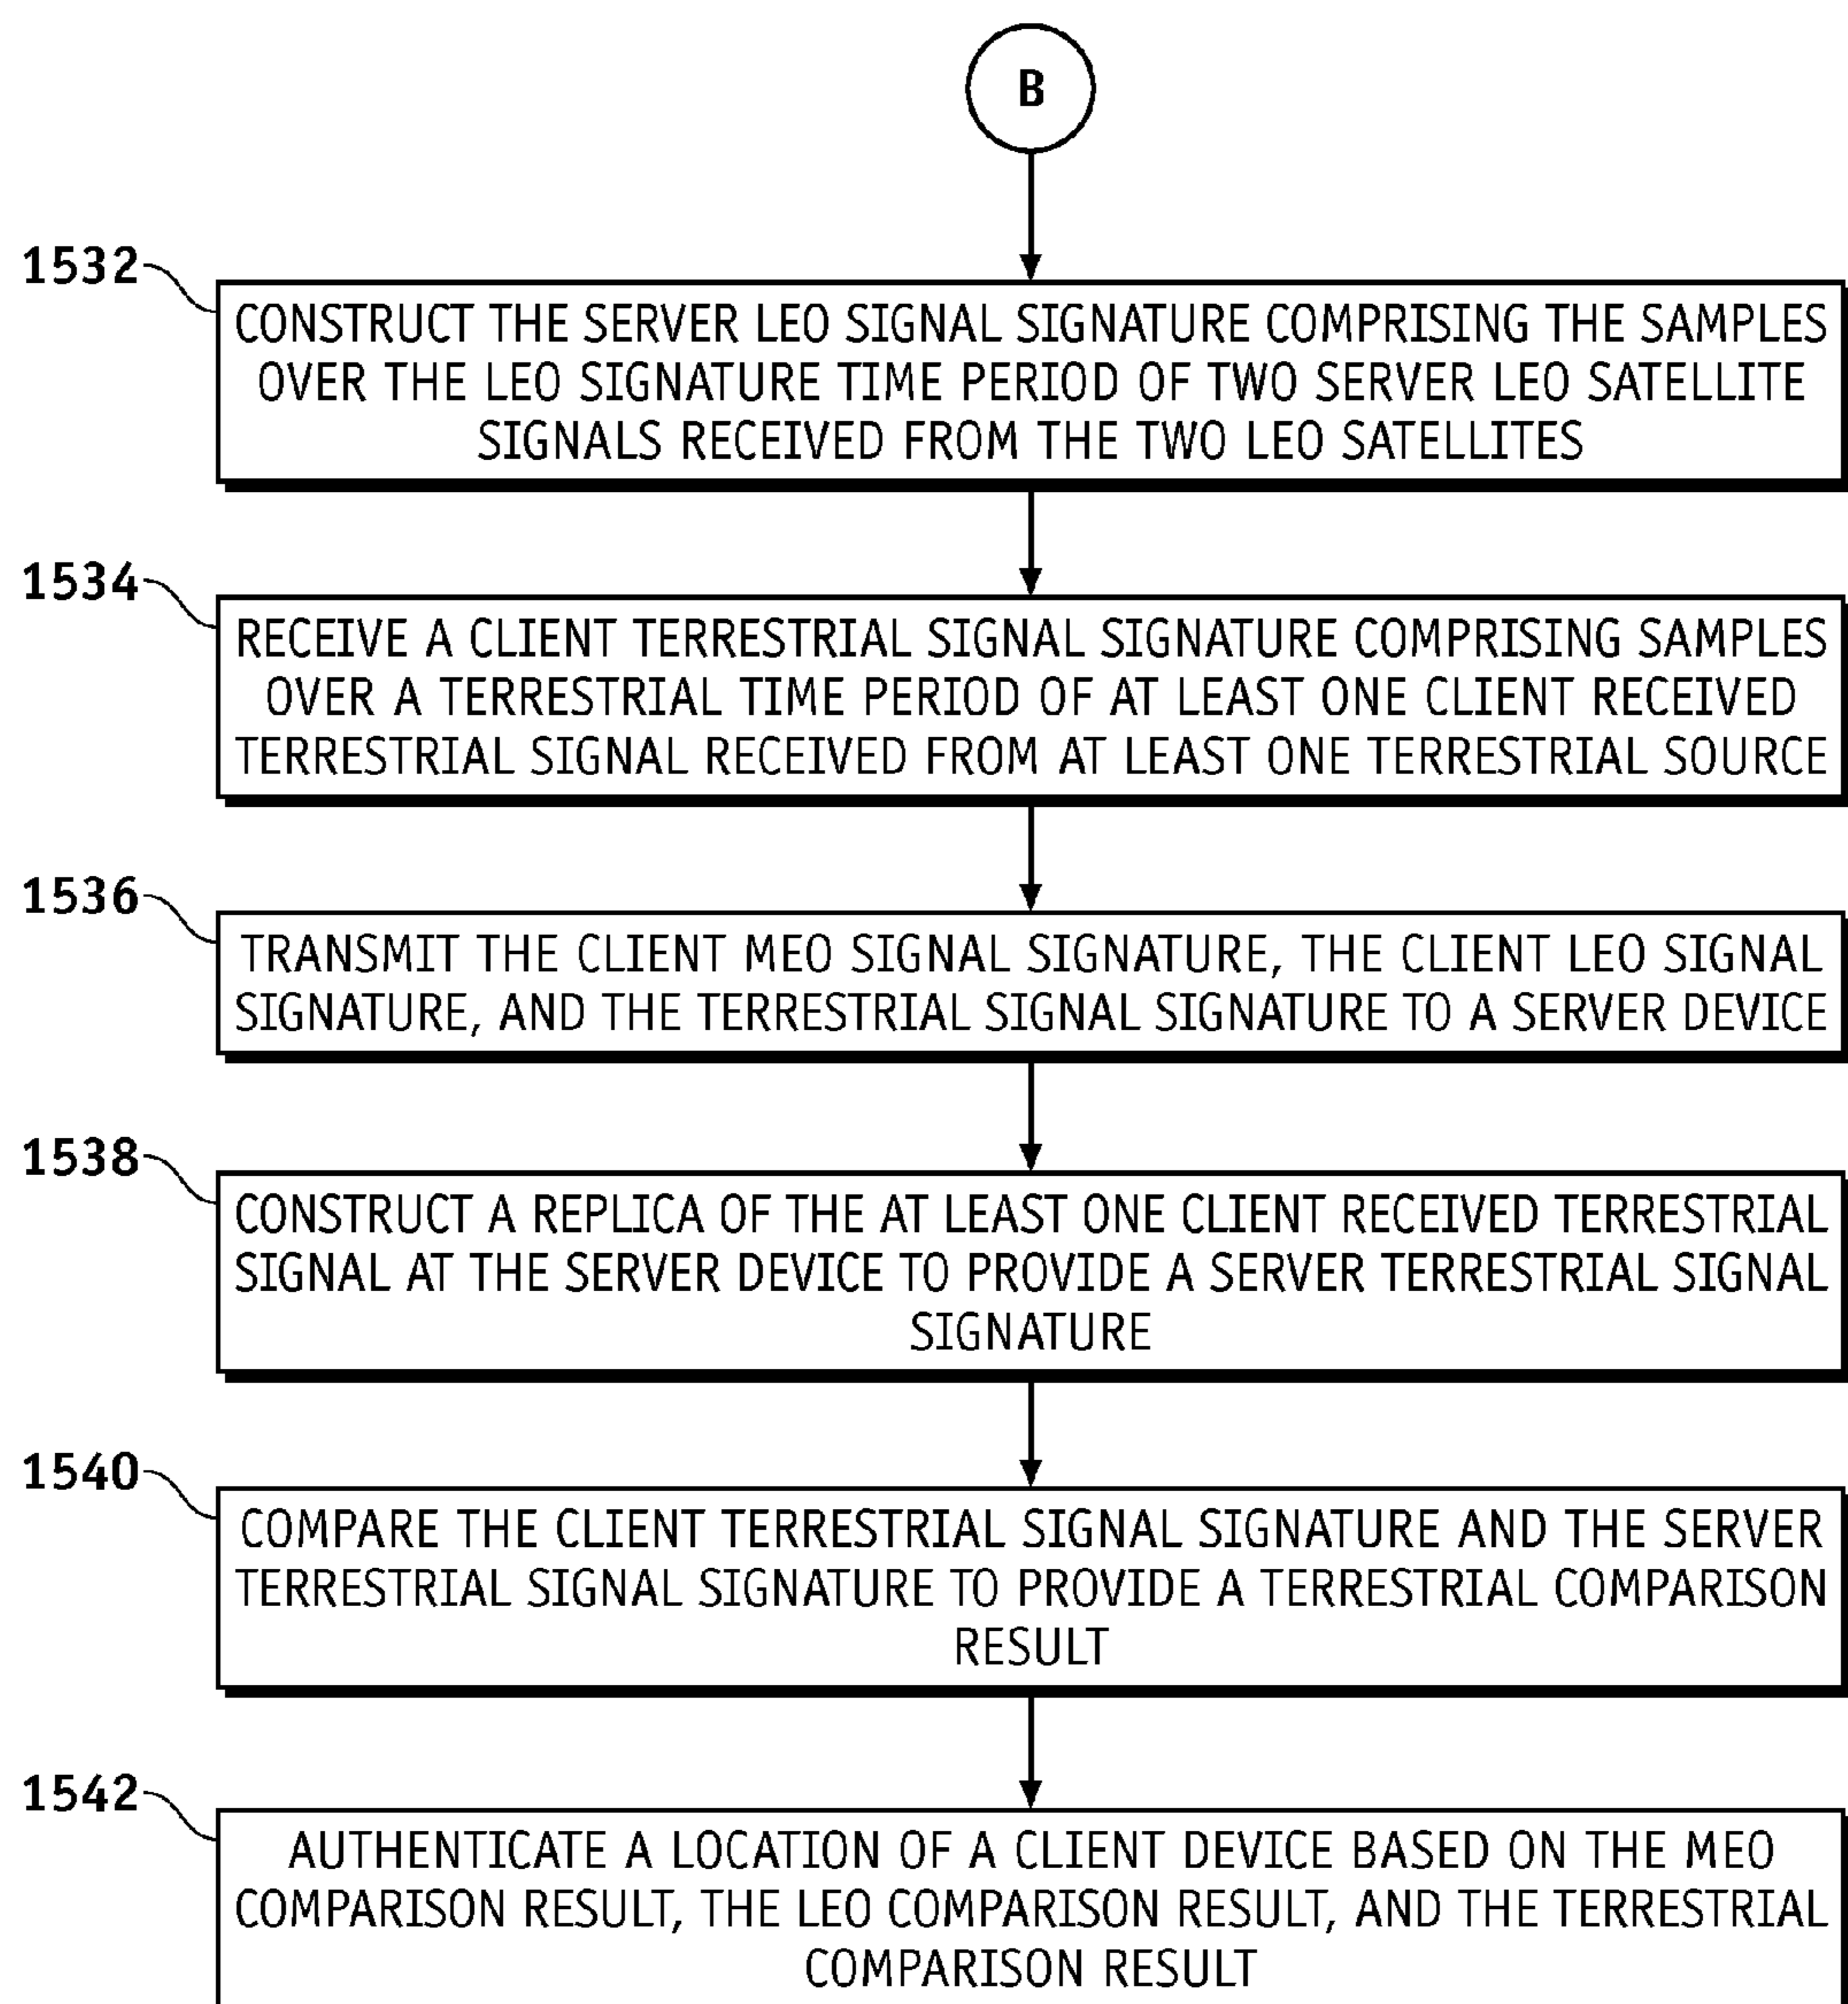 B
1532
CONSTRUCT THE SERVER LEO SIGNAL SIGNATURE COMPRISING THE SAMPLES
OVER THE LEO SIGNATURE TIME PERIOD OF TWO SERVER LEO SATELLITE
SIGNALS RECEIVED FROM THE TWO LEO SATELLITES
1534
RECEIVE A CLIENT TERRESTRIAL SIGNAL SIGNATURE COMPRISING SAMPLES
OVER A TERRESTRIAL TIME PERIOD OF AT LEAST ONE CLIENT RECEIVED
TERRESTRIAL SIGNAL RECEIVED FROM AT LEAST ONE TERRESTRIAL SOURCE
1536
TRANSMIT THE CLIENT MEO SIGNAL SIGNATURE, THE CLIENT LEO SIGNAL
SIGNATURE, AND THE TERRESTRIAL SIGNAL SIGNATURE TO A SERVER DEVICE
1538
CONSTRUCT A REPLICA OF THE AT LEAST ONE CLIENT RECEIVED TERRESTRIAL
SIGNAL AT THE SERVER DEVICE TO PROVIDE A SERVER TERRESTRIAL SIGNAL
SIGNATURE
1540
COMPARE THE CLIENT TERRESTRIAL SIGNAL SIGNATURE AND THE SERVER
TERRESTRIAL SIGNAL SIGNATURE TO PROVIDE A TERRESTRIAL COMPARISON
RESULT
1542
AUTHENTICATE A LOCATION OF A CLIENT DEVICE BASED ON THE MEO
COMPARISON RESULT, THE LEO COMPARISON RESULT, AND THE TERRESTRIAL
COMPARISON RESULT